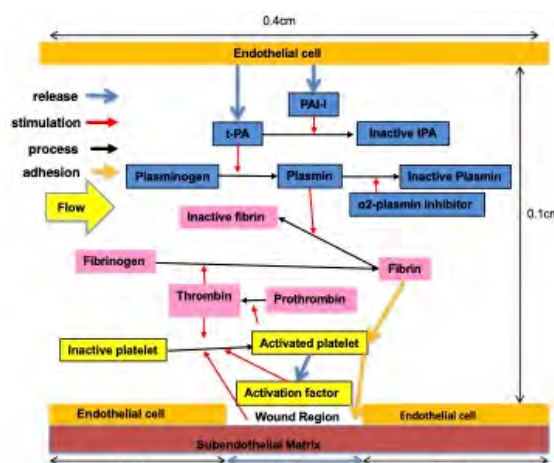 0.4cm
Endothelial cell
release
stimulation
process
adhesion
Flow
PAI-I
t-PA
Inactive tPA
Plasminogen
Plasmin
Inactive Plasmin
α2-plasmin inhibitor
0.1cm
Inactive fibrin
Fibrinogen
Fibrin
Thrombin
Prothrombin
Inactive platelet
Activated platelet
Activation factor
Endothelial cell
Wound Region
Endothelial cell
Subendothelial Matrix